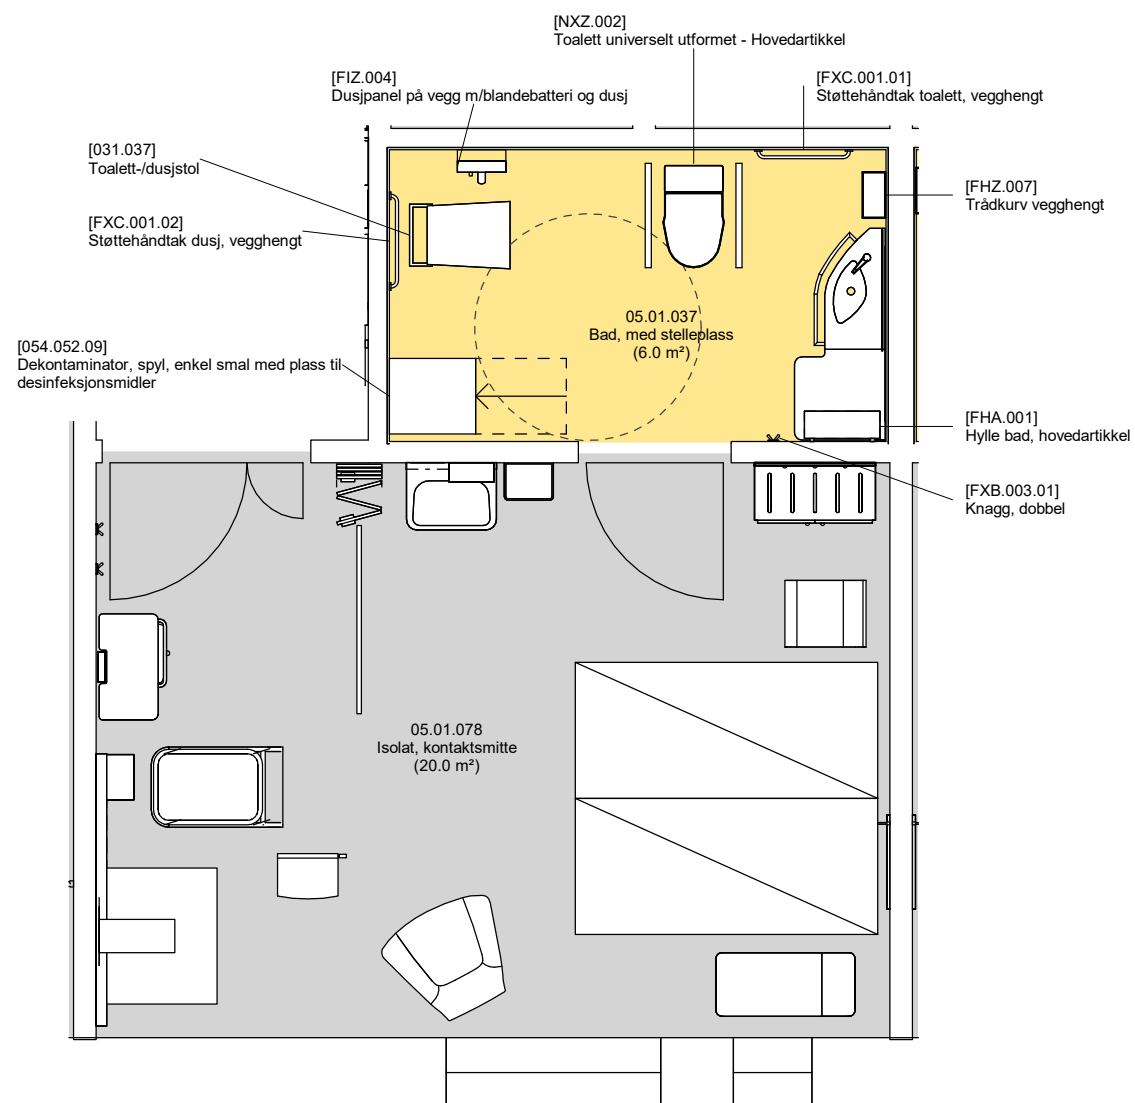 [NXZ.002]
Toalett universelt utformet - Hovedartikkel
[FIZ.004]
Dusjpanel på vegg m/blandebatteri og dusj
[FXC.001.01]
Støttehåndtak toalett, vegghengt
[031.037]
Toalett-/dusjstol
[FHZ.007]
Trådkurv vegghengt
[FXC.001.02]
Støttehåndtak dusj, vegghengt
05.01.037
Bad, med stelleplass
(6.0 m²)
[054.052.09]
Dekontaminator, spyl, enkel smal med plass til
desinfeksjonsmidler
[FHA.001]
Hylle bad, hovedartikkel
[FXB.003.01]
Knagg, dobbel
05.01.078
Isolat, kontaktsmitte
(20.0 m²)